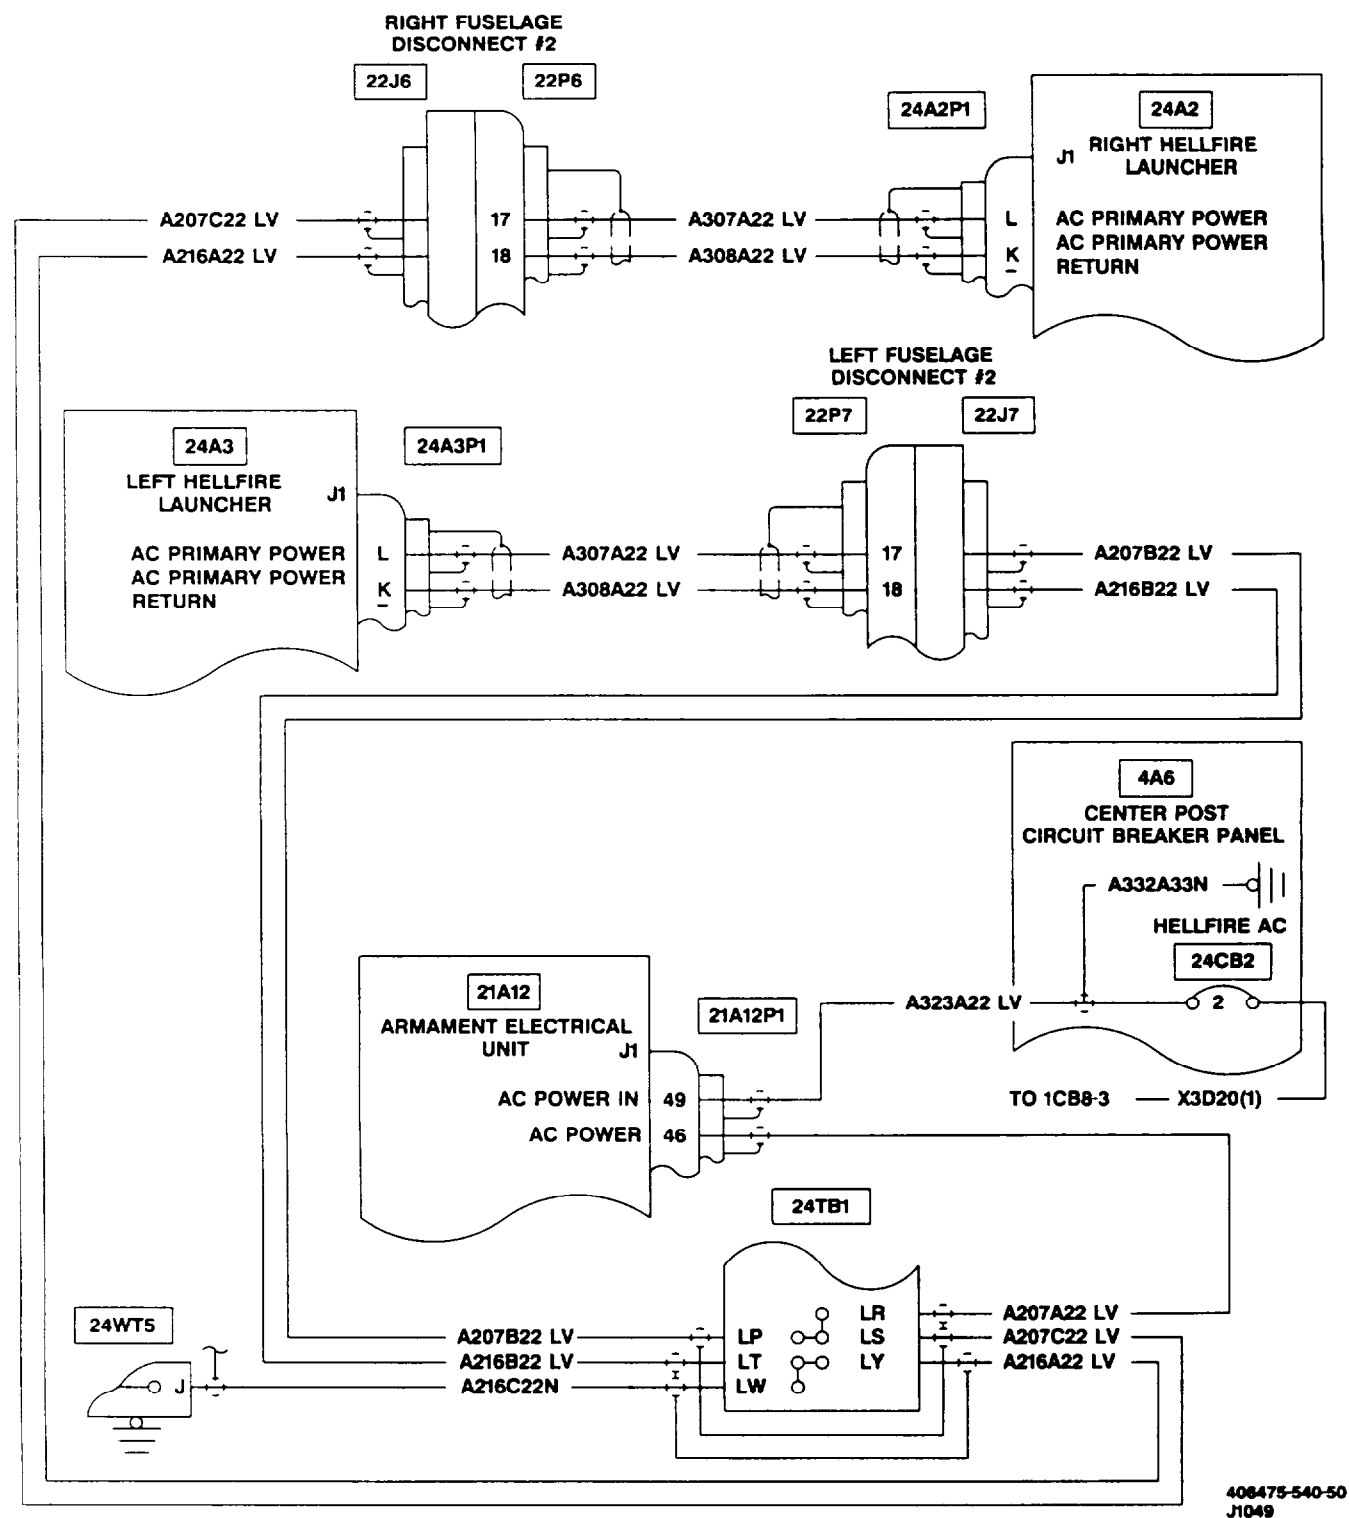 RIGHT FUSELAGE
DISCONNECT #2
22J6
22P6
24A2P1
24A2
J1
RIGHT HELLFIRE
LAUNCHER
A207C22 LV
17
A307A22 LV
L
AC PRIMARY POWER
A216A22 LV
18
A308A22 LV
K
AC PRIMARY POWER
RETURN
LEFT FUSELAGE
DISCONNECT #2
22P7
22J7
24A3
24A3P1
LEFT HELLFIRE
LAUNCHER
J1
AC PRIMARY POWER
L
A307A22 LV
17
A207B22 LV
AC PRIMARY POWER
RETURN
K
A308A22 LV
18
A216B22 LV
4A6
CENTER POST
CIRCUIT BREAKER PANEL
A332A33N
HELLFIRE AC
24CB2
21A12
21A12P1
A323A22 LV
2
ARMAMENT ELECTRICAL
UNIT
J1
AC POWER IN
49
TO 1CB8-3
X3D20(1)
AC POWER
46
24TB1
24WT5
LR
A207A22 LV
A207B22 LV
LP
LS
A207C22 LV
A216B22 LV
LT
LY
A216A22 LV
J
A216C22N
LW
406475-540-50
J1049